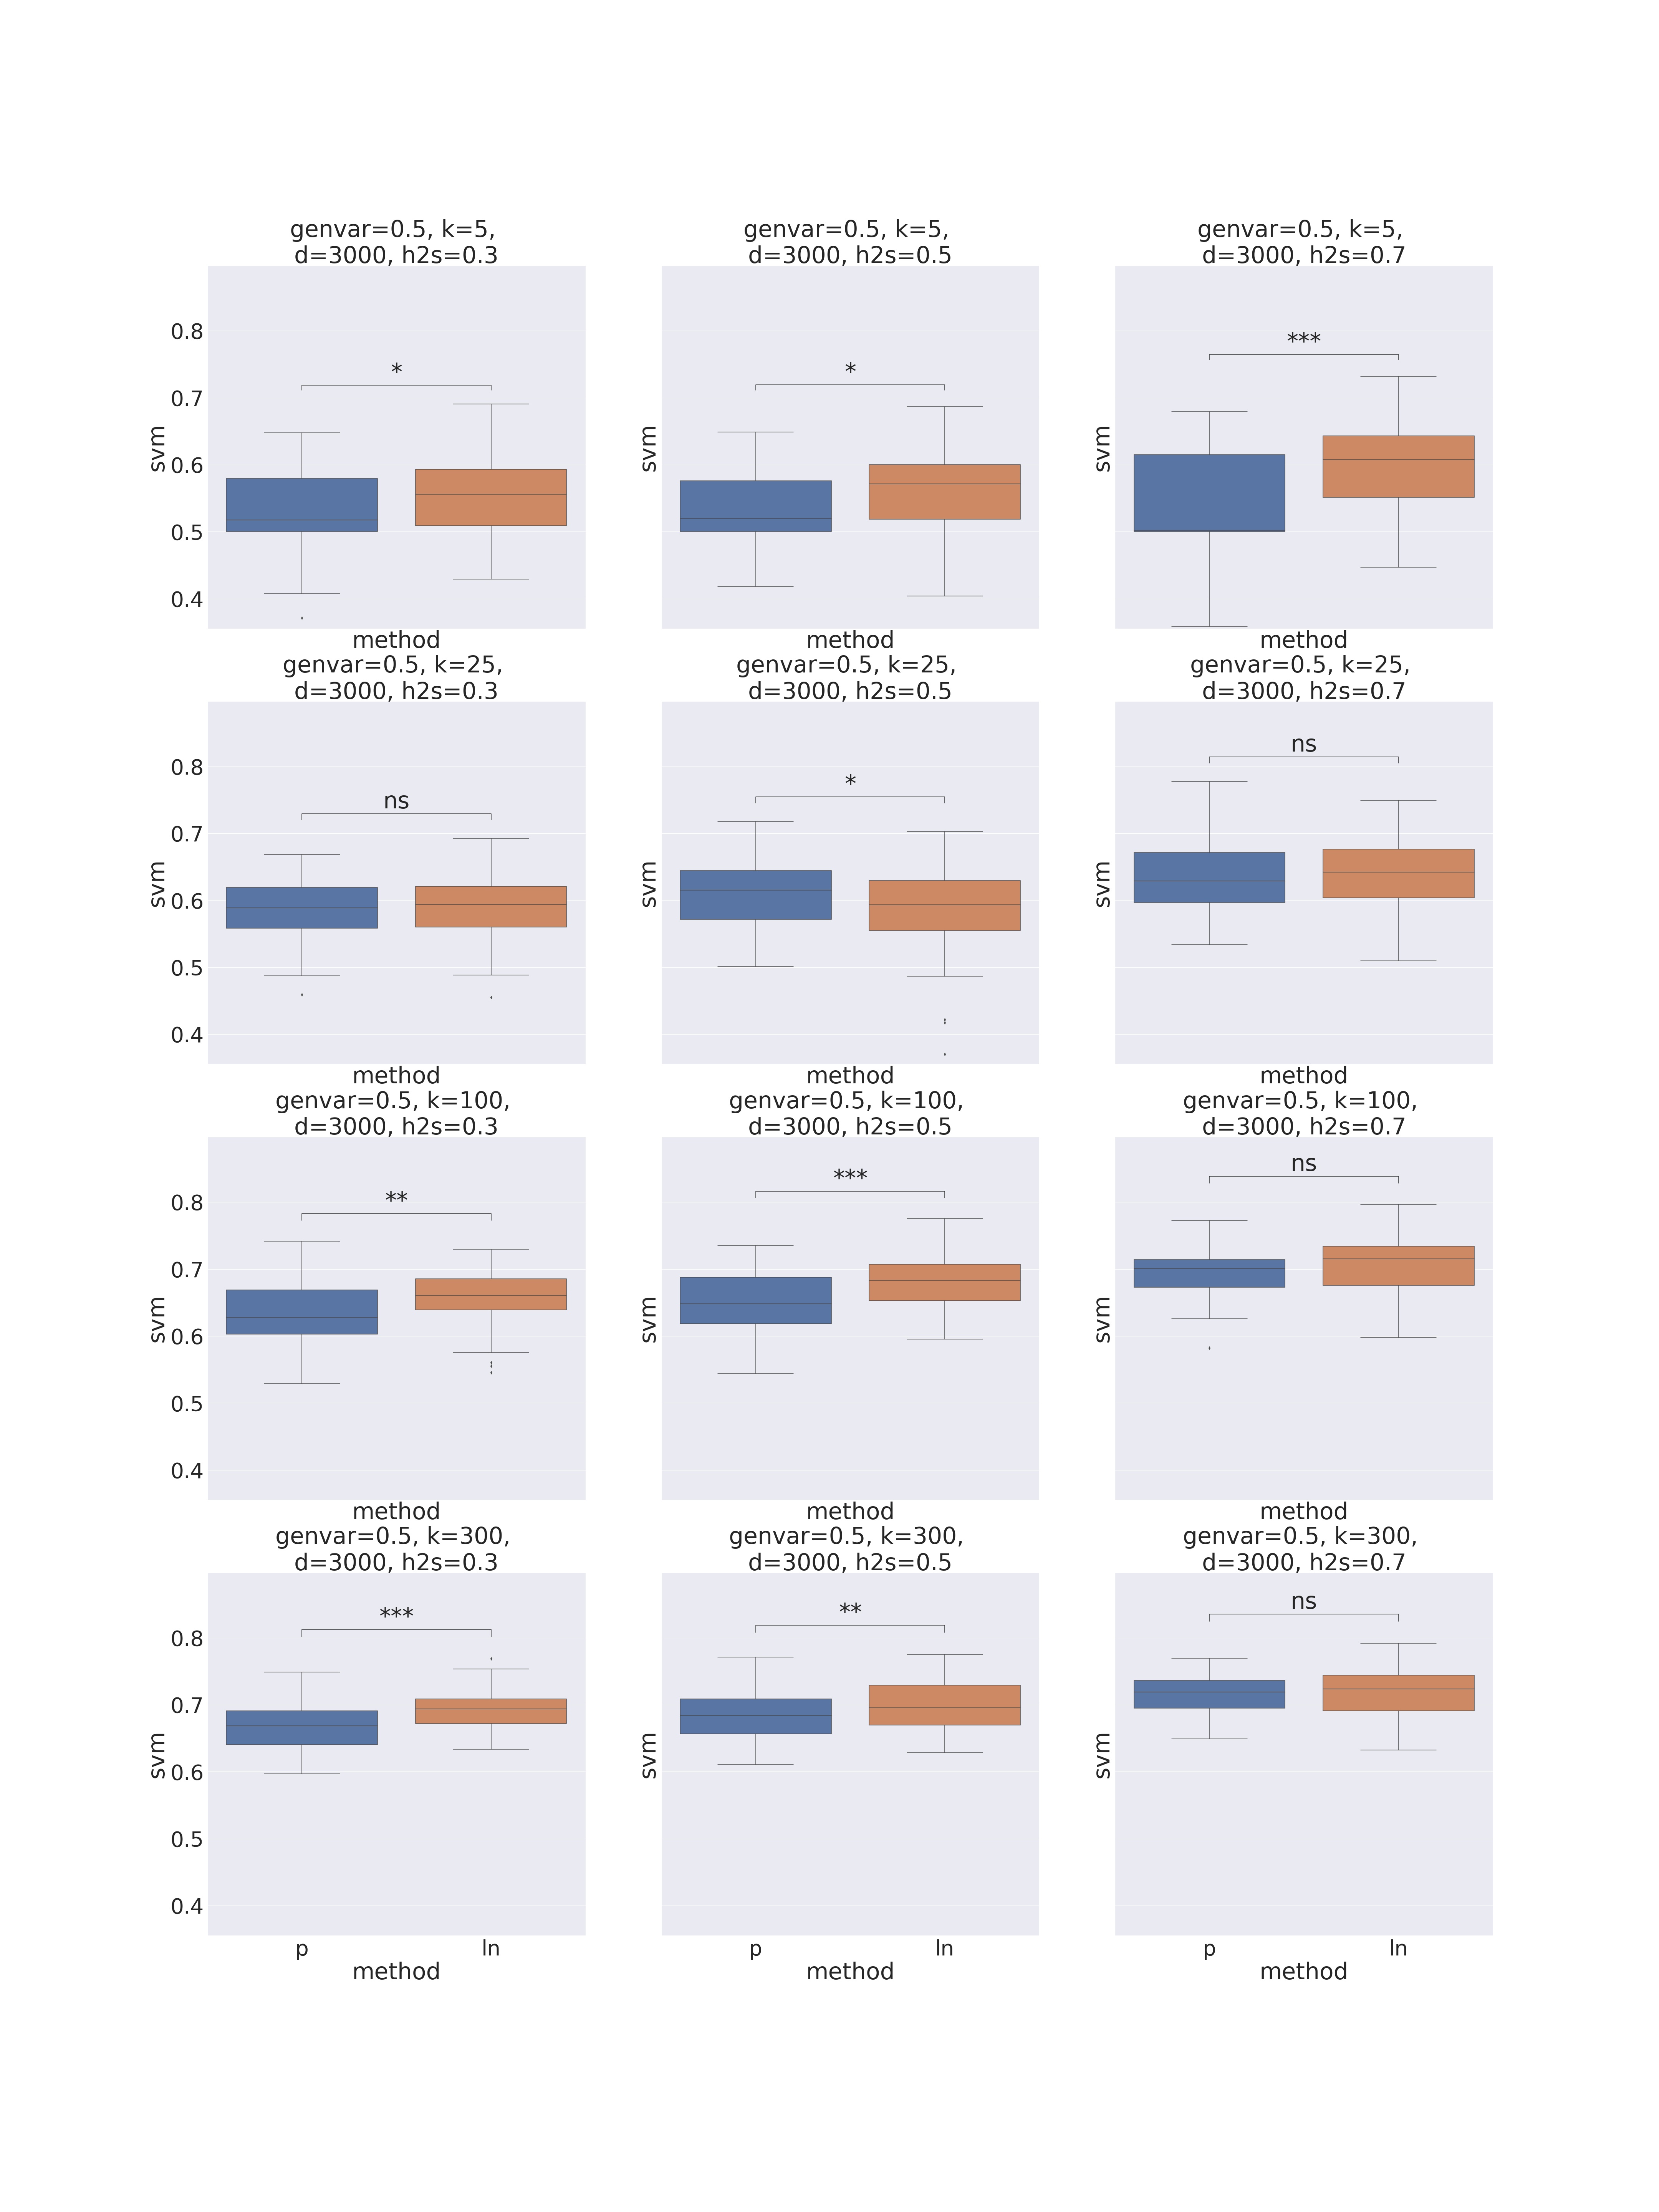 genvar=0.5, k=5,
d=3000, h2s=0.3
genvar=0.5, k=5,
d=3000, h2s=0.5
genvar=0.5, k=5,
d=3000, h2s=0.7
0.8
0.7
0.6
0.5
0.4
svm
*
method
svm
*
method
svm
***
method
genvar=0.5, k=25,
d=3000, h2s=0.3
genvar=0.5, k=25,
d=3000, h2s=0.5
genvar=0.5, k=25,
d=3000, h2s=0.7
0.8
0.7
0.6
0.5
0.4
svm
ns
method
svm
*
method
svm
ns
method
genvar=0.5, k=100,
d=3000, h2s=0.3
genvar=0.5, k=100,
d=3000, h2s=0.5
genvar=0.5, k=100,
d=3000, h2s=0.7
0.8
0.7
0.6
0.5
0.4
svm
**
method
svm
***
method
svm
ns
method
genvar=0.5, k=300,
d=3000, h2s=0.3
genvar=0.5, k=300,
d=3000, h2s=0.5
genvar=0.5, k=300,
d=3000, h2s=0.7
0.8
0.7
0.6
0.5
0.4
svm
***
p ln
method
svm
**
p ln
method
svm
ns
p ln
method